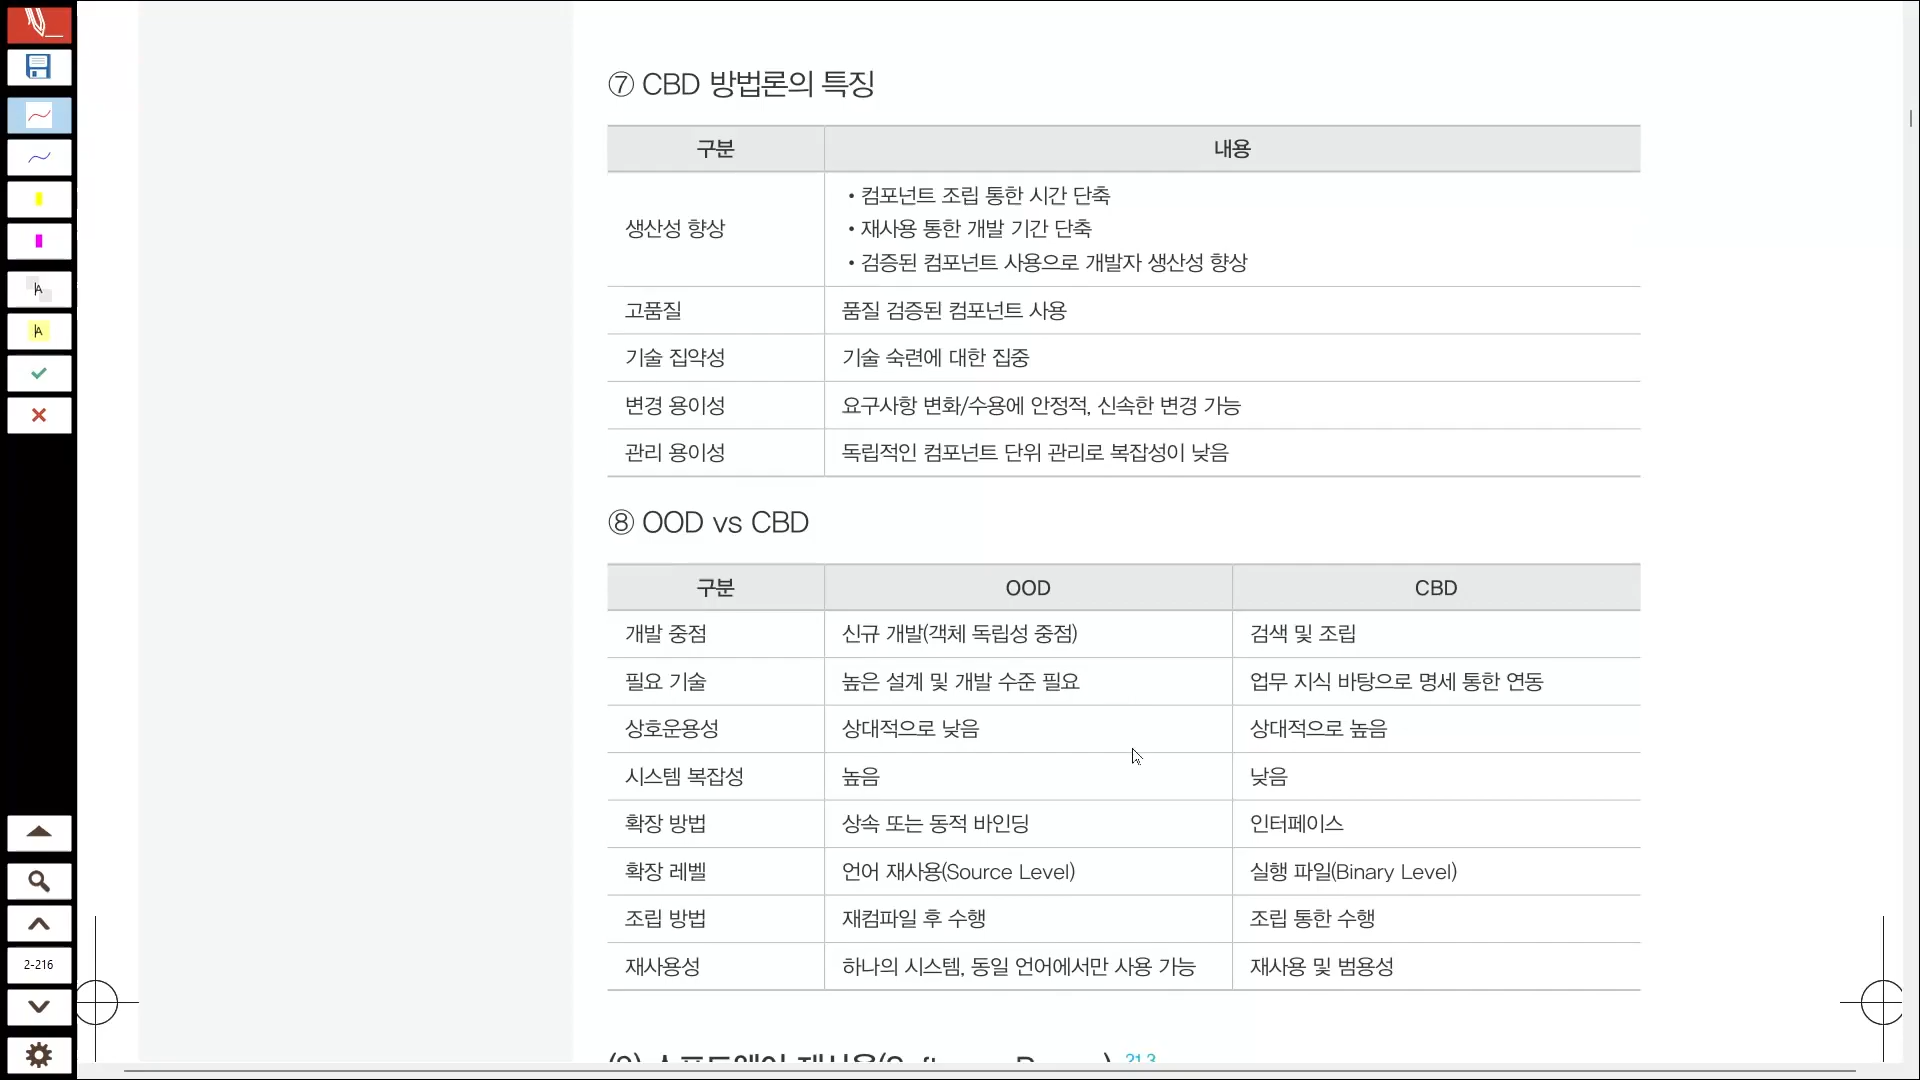 ⑦ CBD 방법론의 특징
구분 내용
생산성 향상
• 컴포넌트 조립 통한 시간 단축
• 재사용 통한 개발 기간 단축
• 검증된 컴포넌트 사용으로 개발자 생산성 향상
고품질 품질 검증된 컴포넌트 사용
기술 집약성 기술 숙련에 대한 집중
변경 용이성 요구사항 변화/수용에 안정적, 신속한 변경 가능
관리 용이성 독립적인 컴포넌트 단위 관리로 복잡성이 낮음
⑧ OOD vs CBD
구분 OOD CBD
개발 중점 신규 개발(객체 독립성 중점) 검색 및 조립
필요 기술 높은 설계 및 개발 수준 필요 업무 지식 바탕으로 명세 통한 연동
상호운용성 상대적으로 낮음 상대적으로 높음
시스템 복잡성 높음 낮음
확장 방법 상속 또는 동적 바인딩 인터페이스
확장 레벨 언어 재사용(Source Level) 실행 파일(Binary Level)
조립 방법 재컴파일 후 수행 조립 통한 수행
재사용성 하나의 시스템, 동일 언어에서만 사용 가능 재사용 및 범용성
A
A
2-216